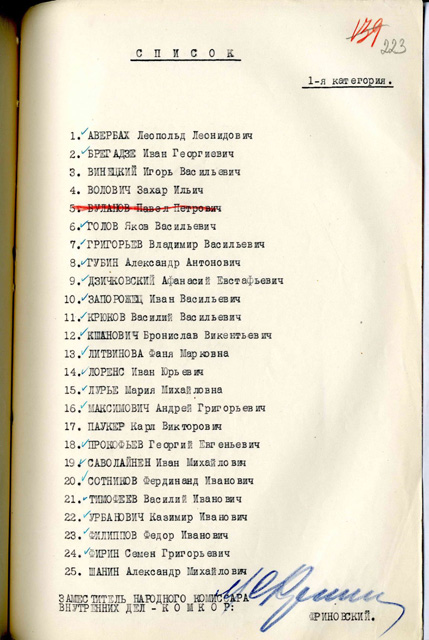 139
223
С П И С О К
1-я категория.
1. АВЕРБАХ Леопольд Леонидович
2. БРЕГАДЗЕ Иван Георгиевич
3. ВИНЕЦКИЙ Игорь Васильевич
4. ВОЛОВИЧ Захар Ильич
5. БУЛАНОВ Павел Петрович
6. ГОЛОВ Яков Васильевич
7. ГРИГОРЬЕВ Владимир Васильевич
8. ГУБИН Александр Антонович
9. ДЗИЧКОВСКИЙ Афанасий Евстафьевич
10. ЗАПОРОЖЕЦ Иван Васильевич
11. КРЮКОВ Василий Васильевич
12. КШАНОВИЧ Бронислав Викентьевич
13. ЛИТВИНОВА Фаня Марковна
14. ЛОРЕНС Иван Юрьевич
15. ЛУРЬЕ Мария Михайловна
16. МАКСИМОВИЧ Андрей Григорьевич
17. ПАУКЕР Карл Викторович
18. ПРОКОФЬЕВ Георгий Евгеньевич
19. САВОЛАЙНЕН Иван Михайлович
20. СОТНИКОВ Фердинанд Иванович
21. ТИМОФЕЕВ Василий Иванович
22. УРБАНОВИЧ Казимир Иванович
23. ФИЛИППОВ Федор Иванович
24. ФИРИН Семен Григорьевич
25. ШАНИН Александр Михайлович
ЗАМЕСТИТЕЛЬ НАРОДНОГО КОМИССАРА
ВНУТРЕННИХ ДЕЛ - К О М К О Р:
ФРИНОВСКИЙ.